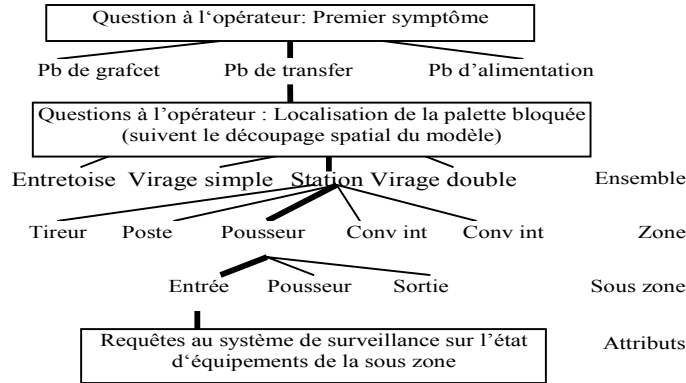 Question à l‘opérateur: Premier symptôme
Pb de grafcet Pb de transfer Pb d’alimentation
Questions à l’opérateur : Localisation de la palette bloquée
(suivent le découpage spatial du modèle)
Entretoise Virage simple Station Virage double Ensemble
Tireur Poste Pousseur Conv int Conv int Zone
Entrée Pousseur Sortie Sous zone
Requêtes au système de surveillance sur l’état
d‘équipements de la sous zone Attributs